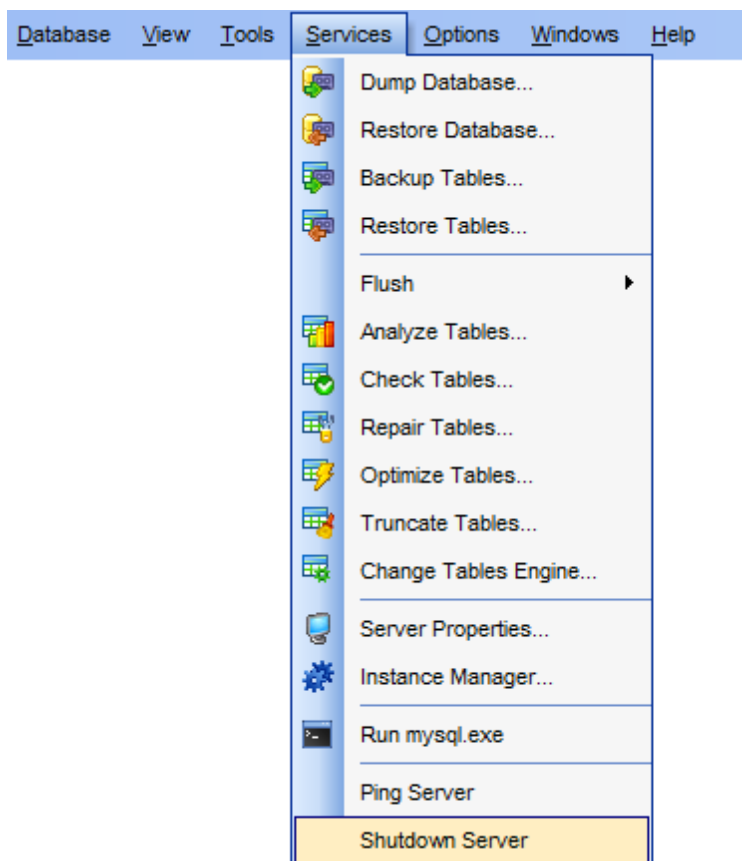 Database View Tools Services Options Windows Help
Dump Database...
Restore Database...
Backup Tables...
Restore Tables...
Flush
Analyze Tables...
Check Tables...
Repair Tables...
Optimize Tables...
Truncate Tables...
Change Tables Engine...
Server Properties...
Instance Manager...
Run mysql.exe
Ping Server
Shutdown Server